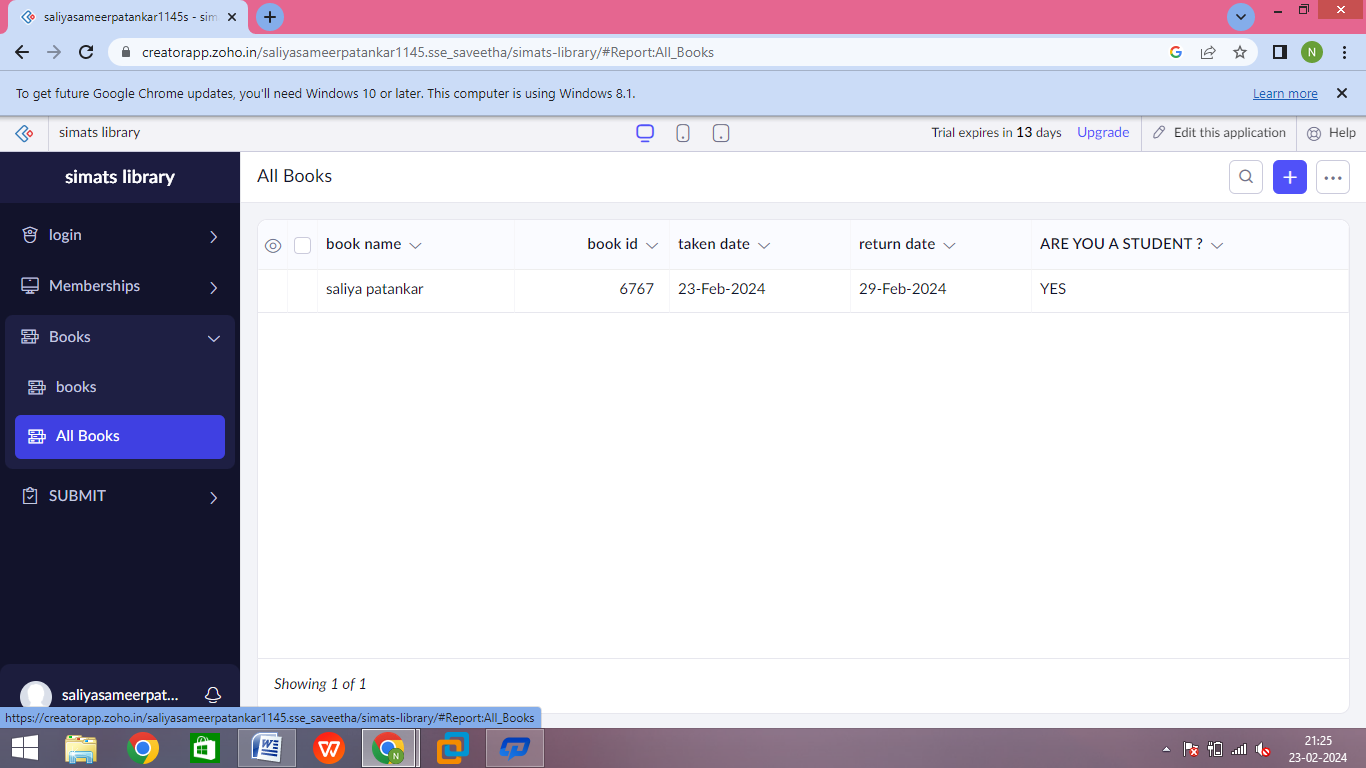 saliyasameerpatankar1145s - sim
creatorapp.zoho.in/saliyasameerpatankar1145.sse_saveetha/simats-library/#Report:All_Books
N
To get future Google Chrome updates, you'll need Windows 10 or later. This computer is using Windows 8.1.
Learn more
simats library
Trial expires in 13 days
Upgrade
Edit this application
Help
simats library
All Books
login
Memberships
Books
books
All Books
SUBMIT
book name
book id
taken date
return date
ARE YOU A STUDENT ?
saliya patankar
6767
23-Feb-2024
29-Feb-2024
YES
Showing 1 of 1
saliyasameerpat...
https://creatorapp.zoho.in/saliyasameerpatankar1145.sse_saveetha/simats-library/#Report:All_Books
W
W
N
21:25
23-02-2024